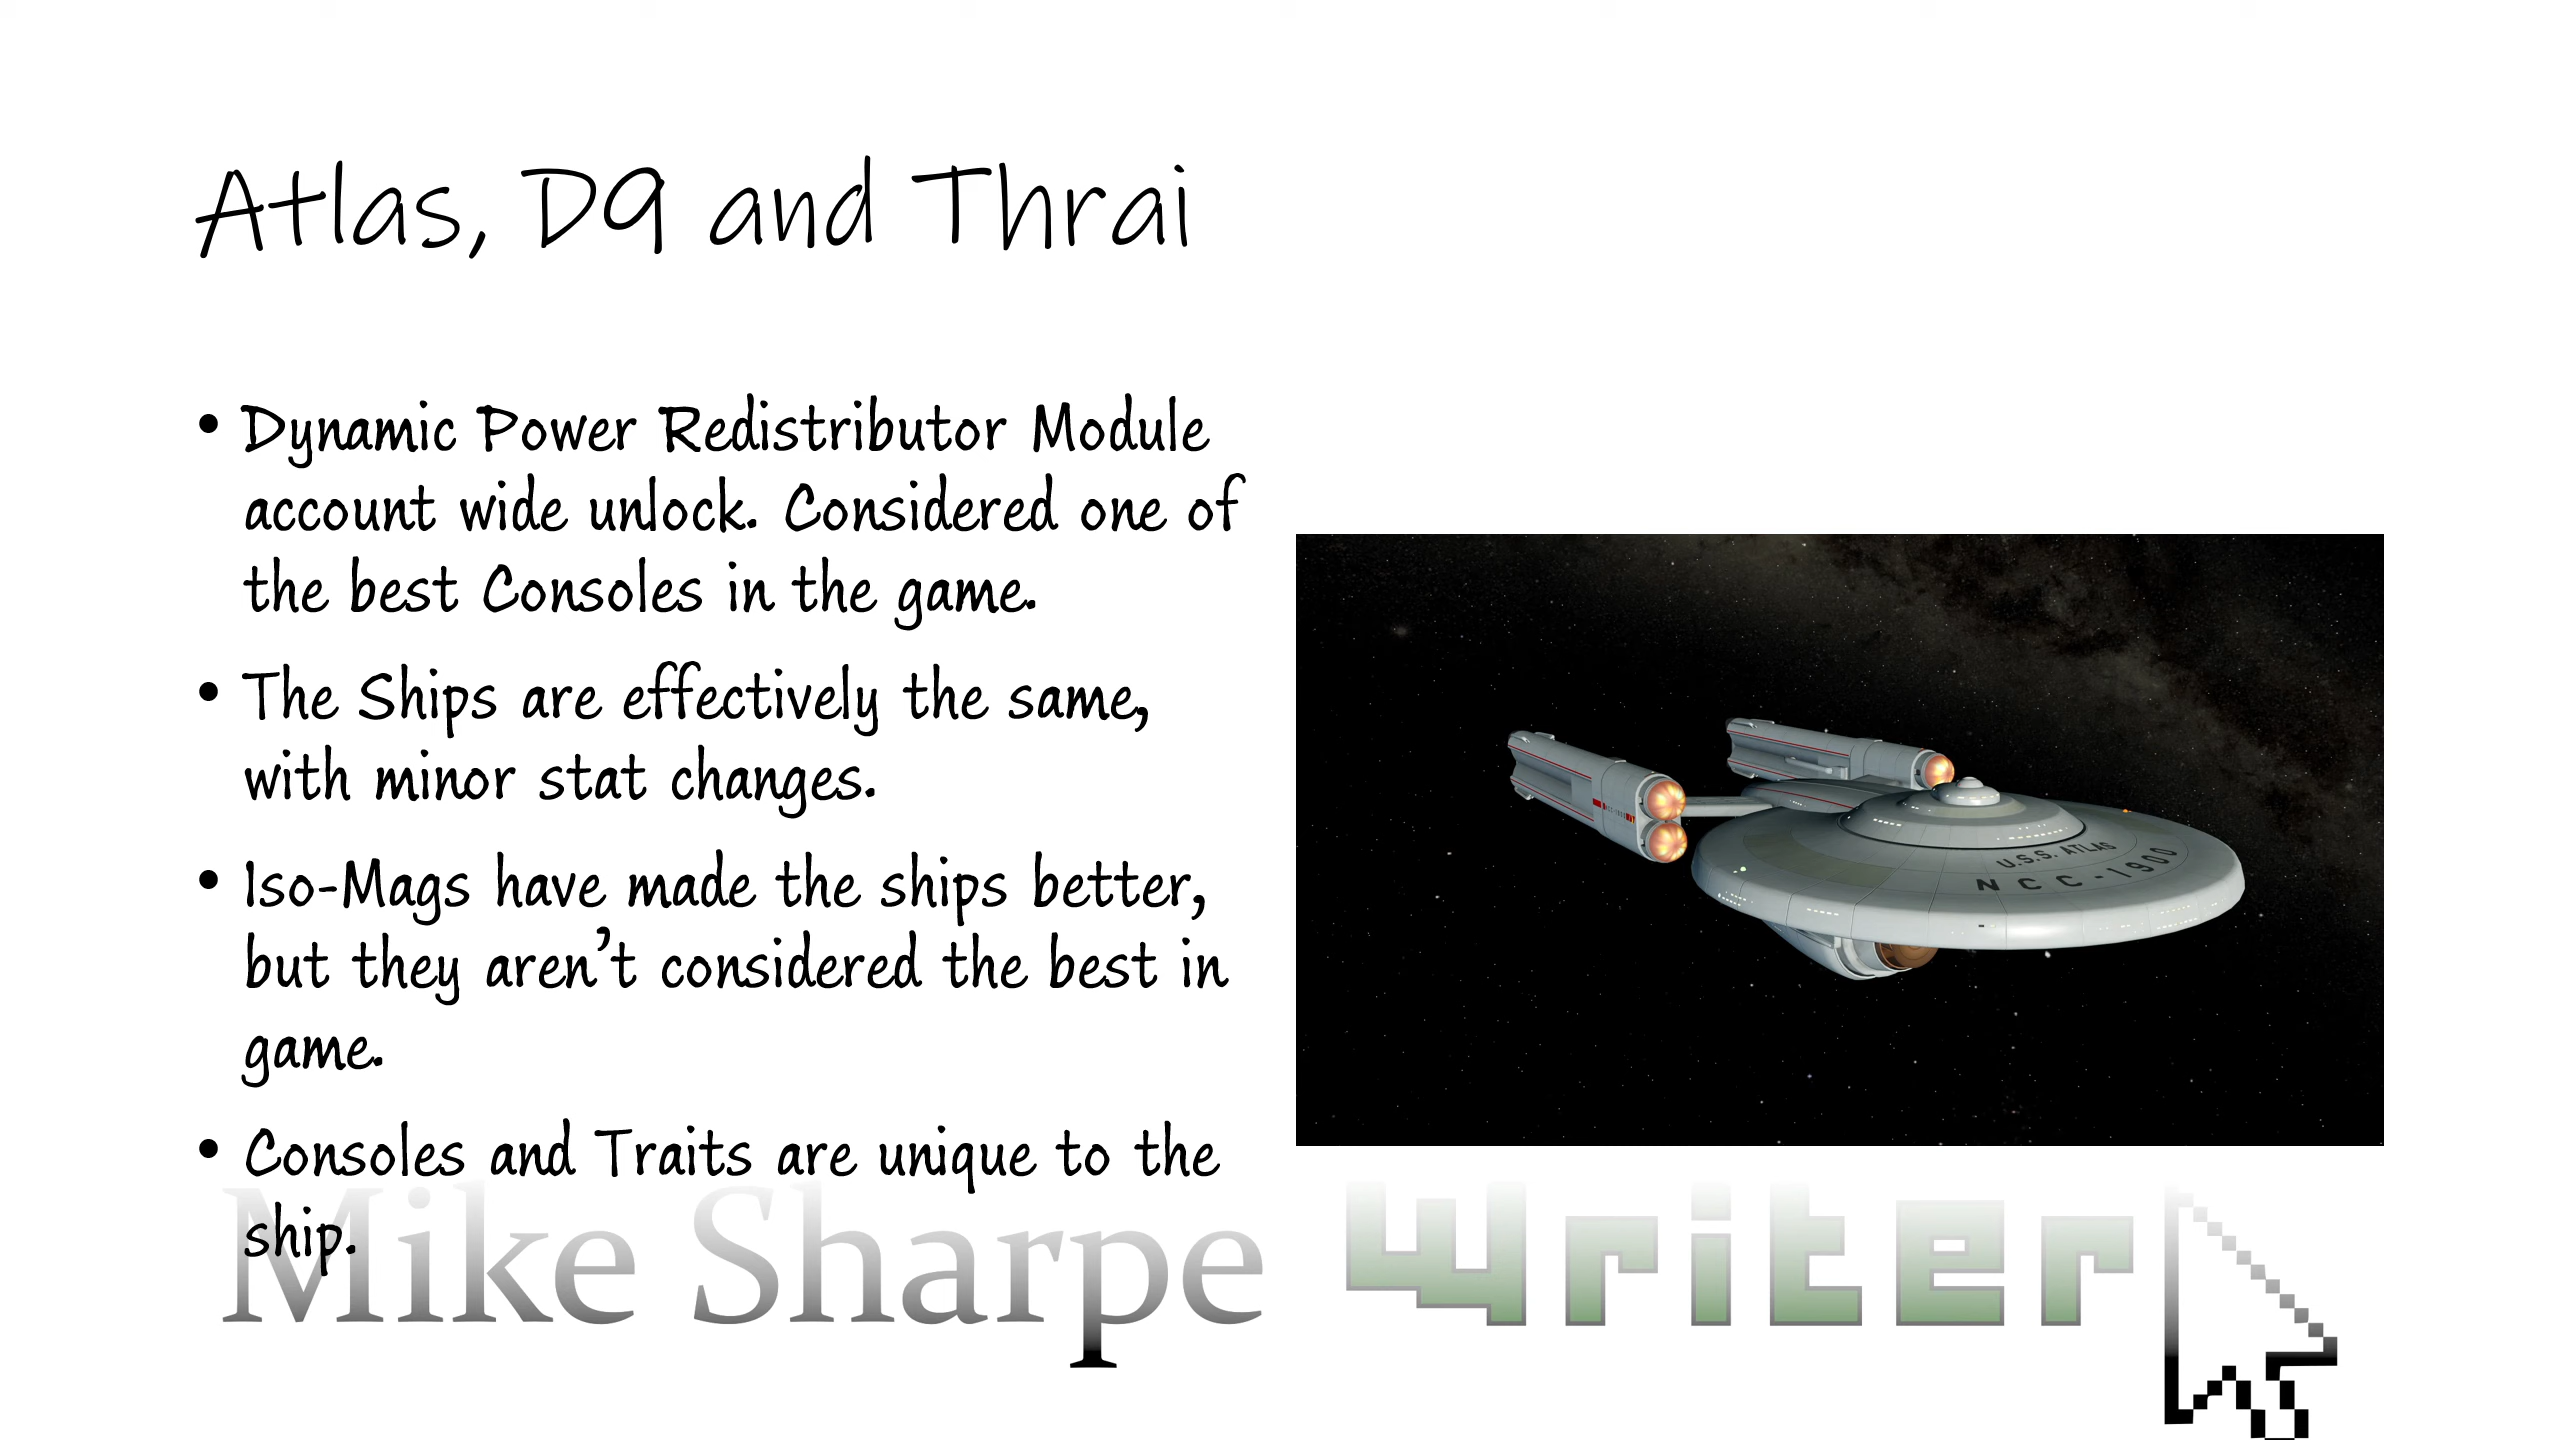 Atlas, D9 and Thrai
• Dynamic Power Redistributor Module
account wide unlock. Considered one of
the best Consoles in the game.
• The Ships are effectively the same,
with minor stat changes.
• Iso-Mags have made the ships better,
but they aren’t considered the best in
game.
• Consoles and Traits are unique to the
ship.
U.S.S. ATLAS
NCC-1900
Mike Sharpe Writer